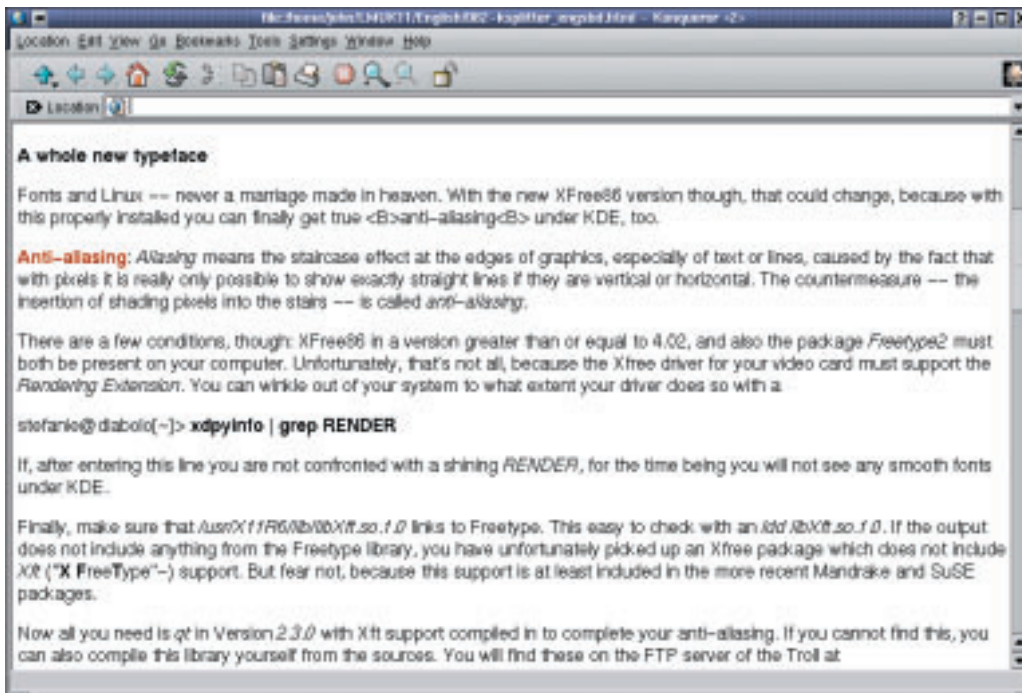 file:/home/john/LMUK11/English/062 - ksplitter_engsbd.html - Konqueror <2>
Location Edit View Go Bookmarks Tools Settings Window Help
Location
A whole new typeface
Fonts and Linux -- never a marriage made in heaven. With the new XFree86 version though, that could change, because with
this properly installed you can finally get true <B>anti-aliasing<B> under KDE, too.
Anti-aliasing: Aliasing means the staircase effect at the edges of graphics, especially of text or lines, caused by the fact that
with pixels it is really only possible to show exactly straight lines if they are vertical or horizontal. The countermeasure -- the
insertion of shading pixels into the stairs -- is called anti-aliasing.
There are a few conditions, though: XFree86 in a version greater than or equal to 4.02, and also the package Freetype2 must
both be present on your computer. Unfortunately, that's not all, because the Xfree driver for your video card must support the
Rendering Extension. You can winkle out of your system to what extent your driver does so with a
stefanie@diabolo[~]> xdpyinfo | grep RENDER
If, after entering this line you are not confronted with a shining RENDER, for the time being you will not see any smooth fonts
under KDE.
Finally, make sure that /usr/X11R6/lib/libXft.so.1.0 links to Freetype. This easy to check with an ldd libXft.so.1.0. If the output
does not include anything from the Freetype library, you have unfortunately picked up an Xfree package which does not include
Xft ("X FreeType"-) support. But fear not, because this support is at least included in the more recent Mandrake and SuSE
packages.
Now all you need is qt in Version 2.3.0 with Xft support compiled in to complete your anti-aliasing. If you cannot find this, you
can also compile this library yourself from the sources. You will find these on the FTP server of the Troll at